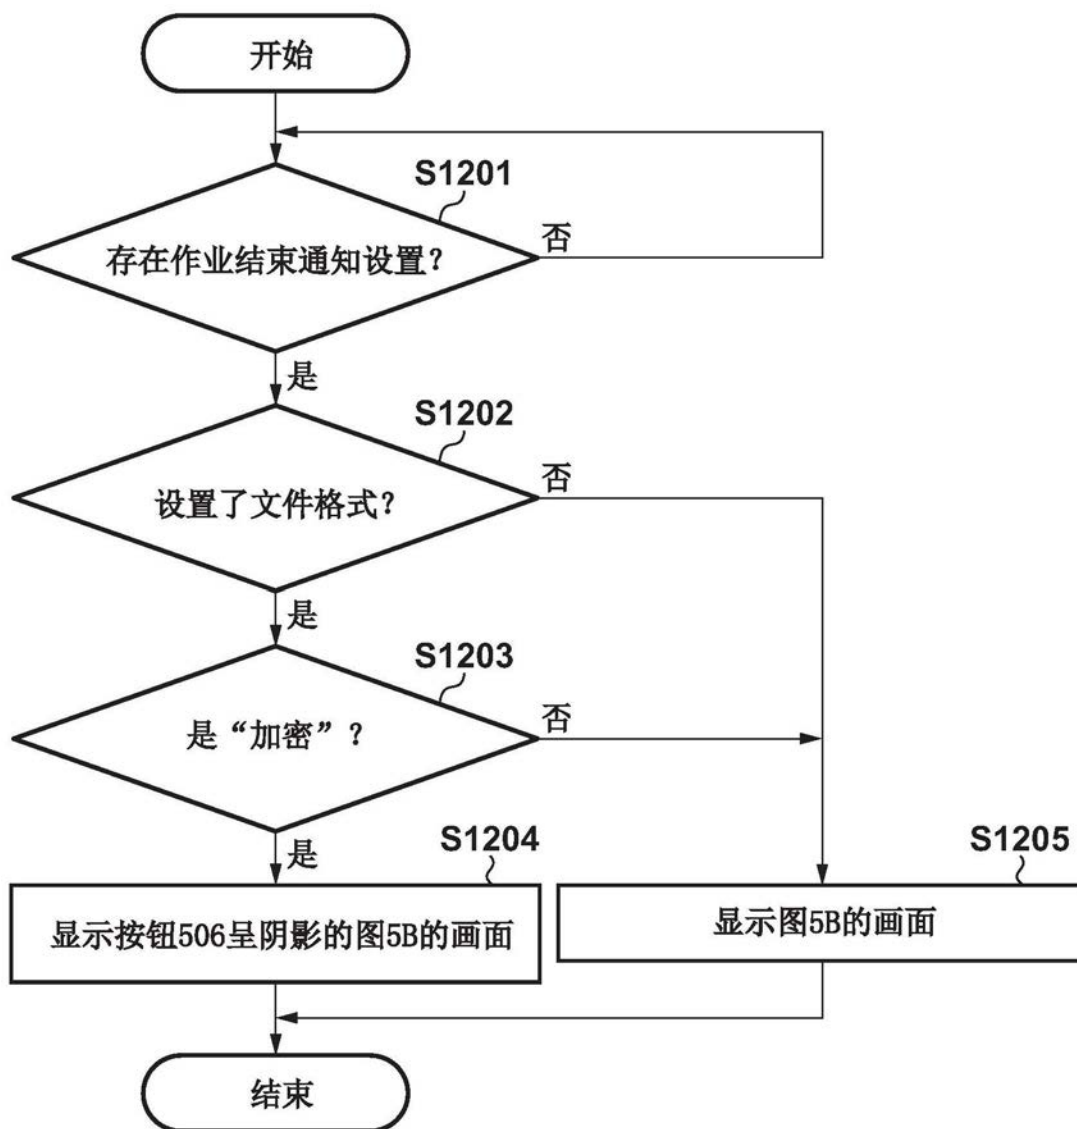 开始
S1201
存在作业结束通知设置?
否
是
S1202
设置了文件格式?
否
是
S1203
是“加密”?
否
是
S1204
显示按钮506呈阴影的图5B的画面
S1205
显示图5B的画面
结束